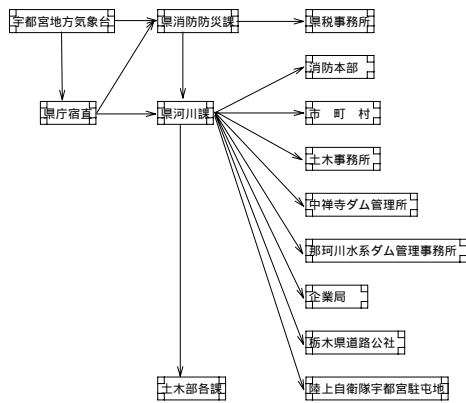 宇都宮地方気象台
県消防防災課
県税事務所
消防本部
県庁宿直
県河川課
市　町　村
土木事務所
中禅寺ダム管理所
那珂川水系ダム管理事務所
企業局
栃木県道路公社
土木部各課
陸上自衛隊宇都宮駐屯地